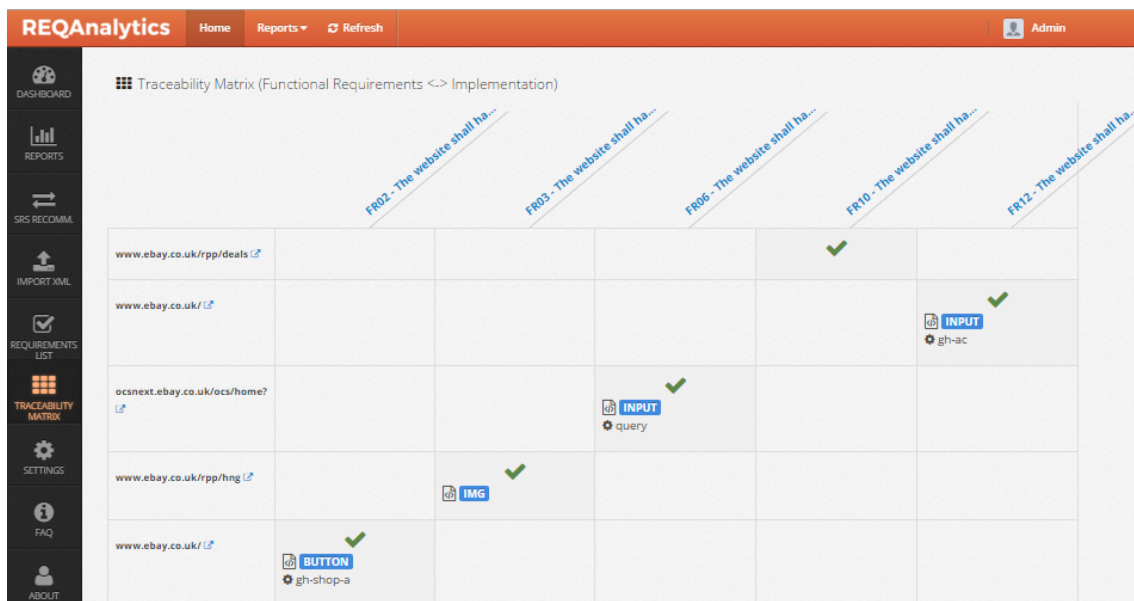 REQAnalytics Home Reports Refresh Admin
DASHBOARD
REPORTS
SRS RECOMM.
IMPORT XML
REQUIREMENTS
LIST
TRACEABILITY
MATRIX
SETTINGS
FAQ
ABOUT
Traceability Matrix (Functional Requirements <-> Implementation)
FR02 - The website shall ha...
FR03 - The website shall ha...
FR06 - The website shall ha...
FR10 - The website shall ha...
FR12 - The website shall ha...
www.ebay.co.uk/rpp/deals
www.ebay.co.uk/
INPUT
gh-ac
ocsnext.ebay.co.uk/ocs/home?
INPUT
query
www.ebay.co.uk/rpp/hng
IMG
www.ebay.co.uk/
BUTTON
gh-shop-a